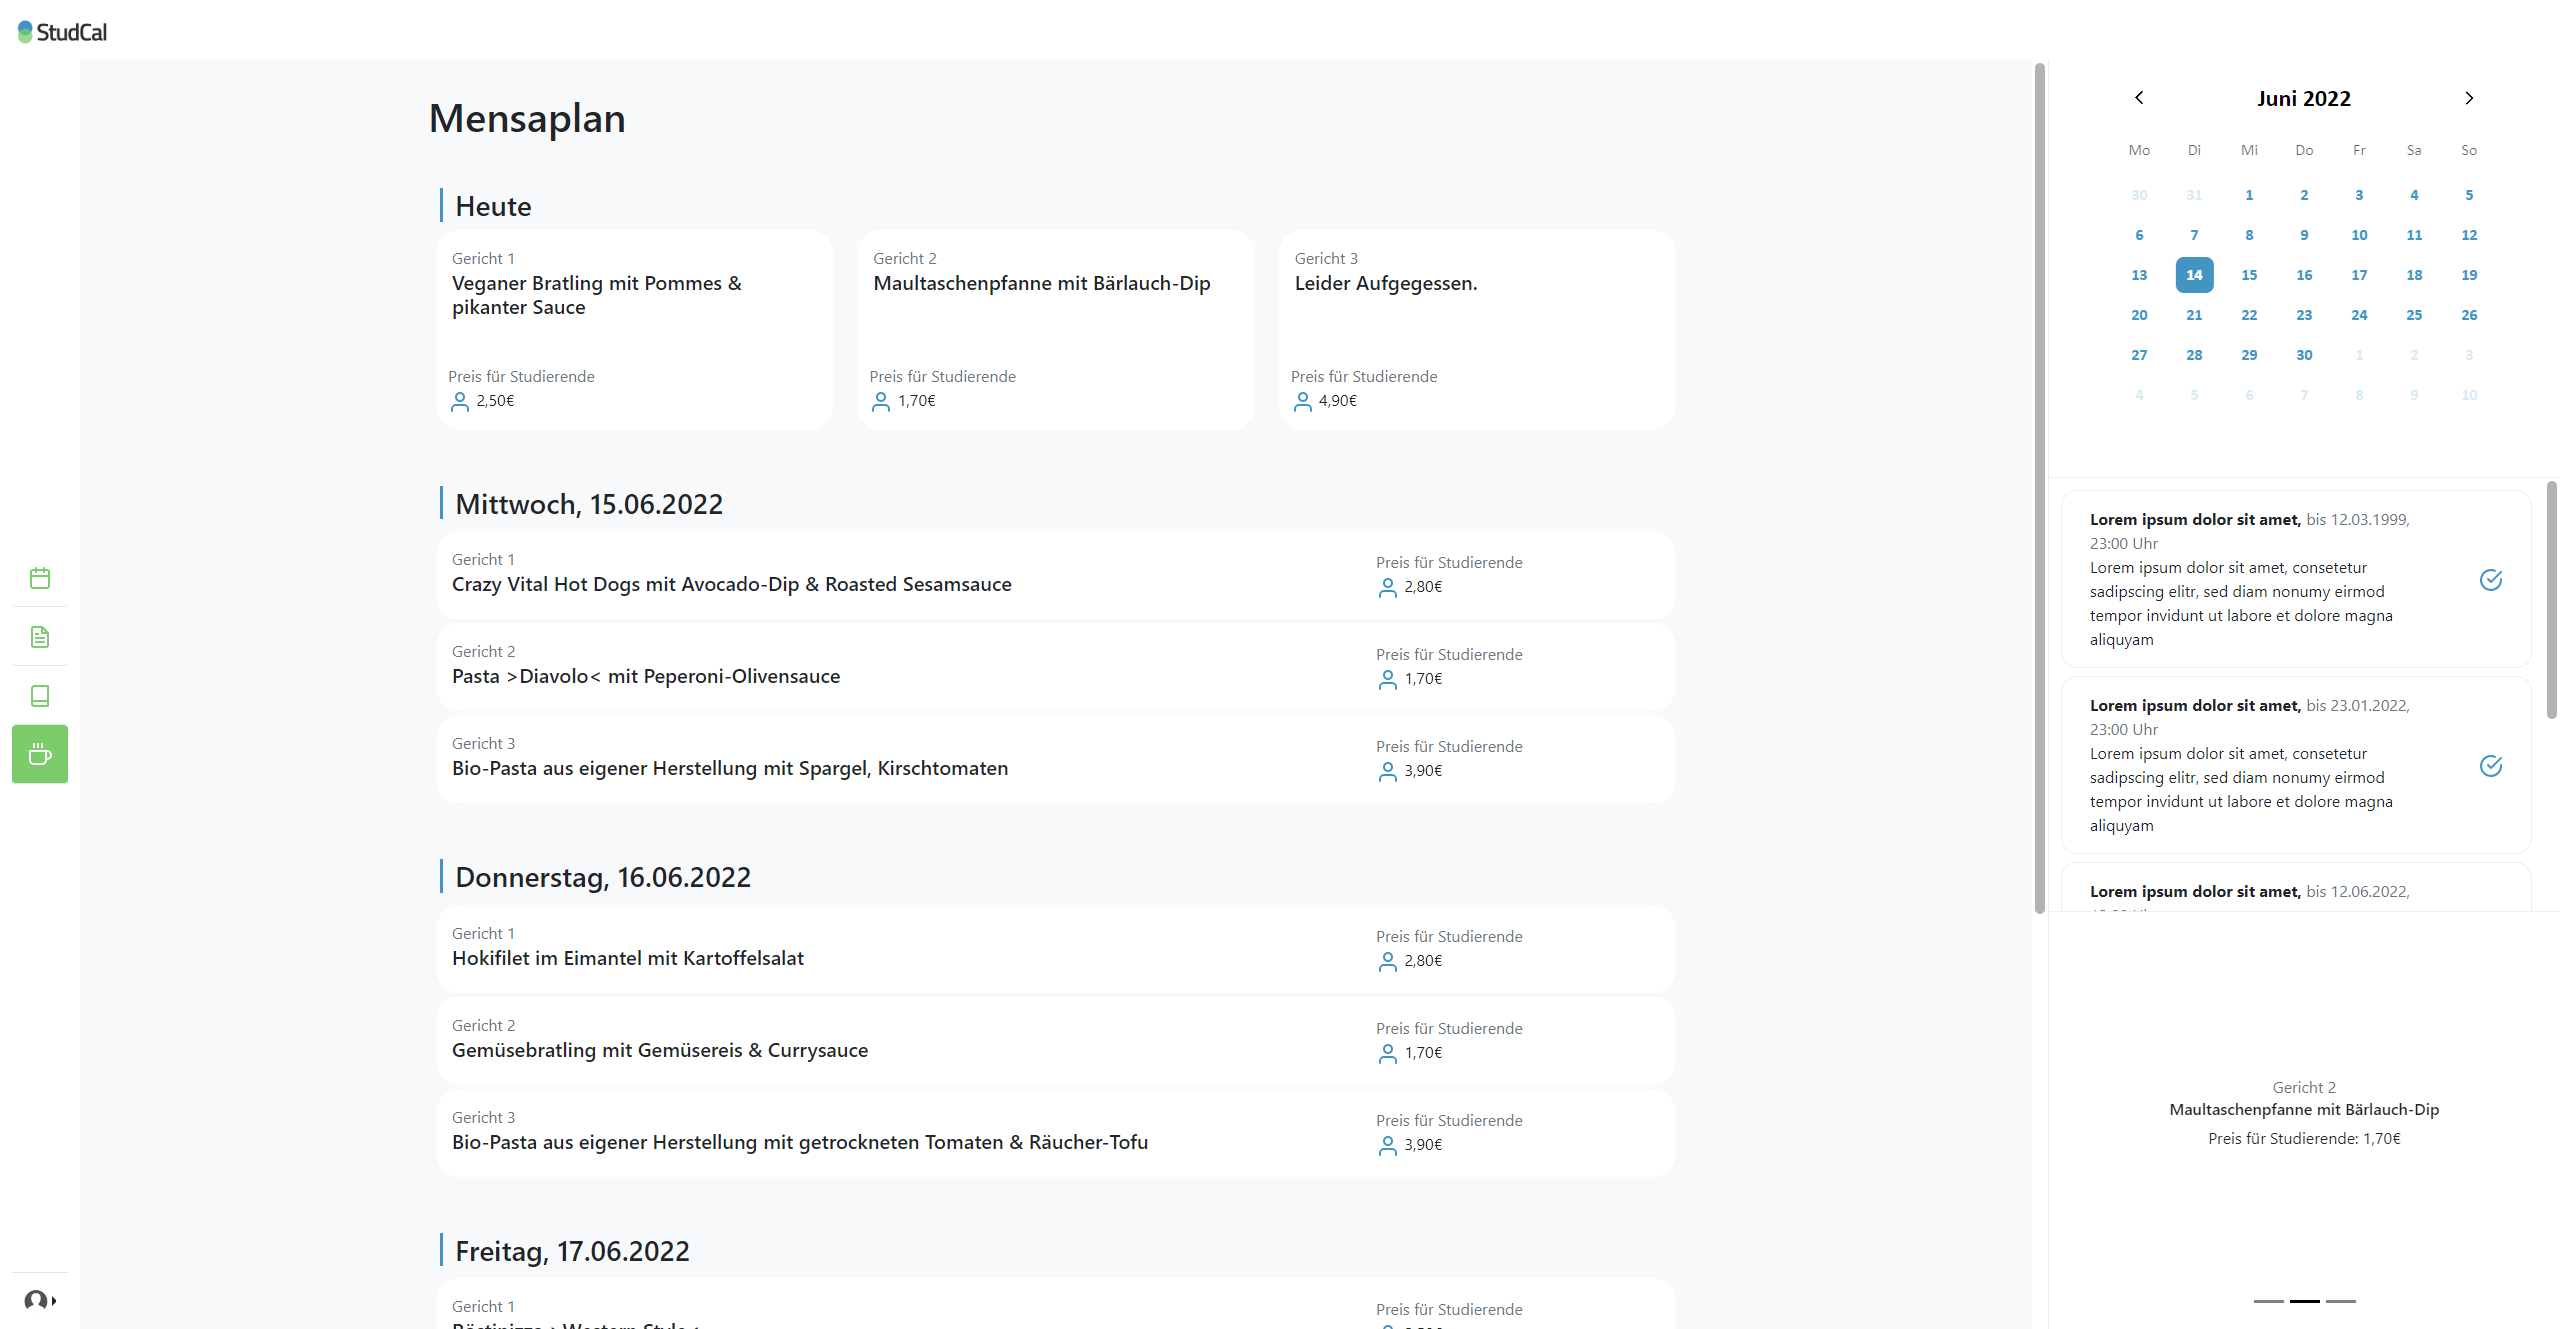 StudCal
Mensaplan
Heute
Gericht 1
Veganer Bratling mit Pommes &
pikanter Sauce
Preis für Studierende
2,50€
Gericht 2
Maultaschenpfanne mit Bärlauch-Dip
Preis für Studierende
1,70€
Gericht 3
Leider Aufgegessen.
Preis für Studierende
4,90€
Mittwoch, 15.06.2022
Gericht 1
Crazy Vital Hot Dogs mit Avocado-Dip & Roasted Sesamsauce
Preis für Studierende
2,80€
Gericht 2
Pasta >Diavolo< mit Peperoni-Olivensauce
Preis für Studierende
1,70€
Gericht 3
Bio-Pasta aus eigener Herstellung mit Spargel, Kirschtomaten
Preis für Studierende
3,90€
Donnerstag, 16.06.2022
Gericht 1
Hokifilet im Eimantel mit Kartoffelsalat
Preis für Studierende
2,80€
Gericht 2
Gemüsebratling mit Gemüsereis & Currysauce
Preis für Studierende
1,70€
Gericht 3
Bio-Pasta aus eigener Herstellung mit getrockneten Tomaten & Räucher-Tofu
Preis für Studierende
3,90€
Freitag, 17.06.2022
Gericht 1
Preis für Studierende
Juni 2022
Mo Di Mi Do Fr Sa So
30 31 1 2 3 4 5
6 7 8 9 10 11 12
13 14 15 16 17 18 19
20 21 22 23 24 25 26
27 28 29 30 1 2 3
4 5 6 7 8 9 10
Lorem ipsum dolor sit amet, bis 12.03.1999,
23:00 Uhr
Lorem ipsum dolor sit amet, consetetur
sadipscing elitr, sed diam nonumy eirmod
tempor invidunt ut labore et dolore magna
aliquyam
Lorem ipsum dolor sit amet, bis 23.01.2022,
23:00 Uhr
Lorem ipsum dolor sit amet, consetetur
sadipscing elitr, sed diam nonumy eirmod
tempor invidunt ut labore et dolore magna
aliquyam
Lorem ipsum dolor sit amet, bis 12.06.2022,
Gericht 2
Maultaschenpfanne mit Bärlauch-Dip
Preis für Studierende: 1,70€